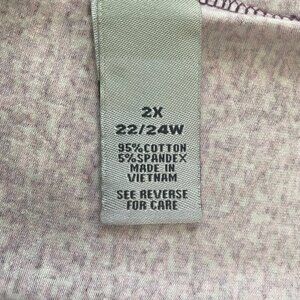 2X
22/24W
95%COTTON
5%SPANDEX
MADE IN
VIETNAM
SEE REVERSE
FOR CARE